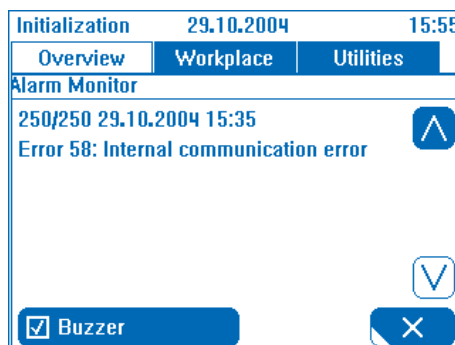 Initialization 29.10.2004 15:55
Overview Workplace Utilities
Alarm Monitor
250/250 29.10.2004 15:35
Error 58: Internal communication error
Buzzer